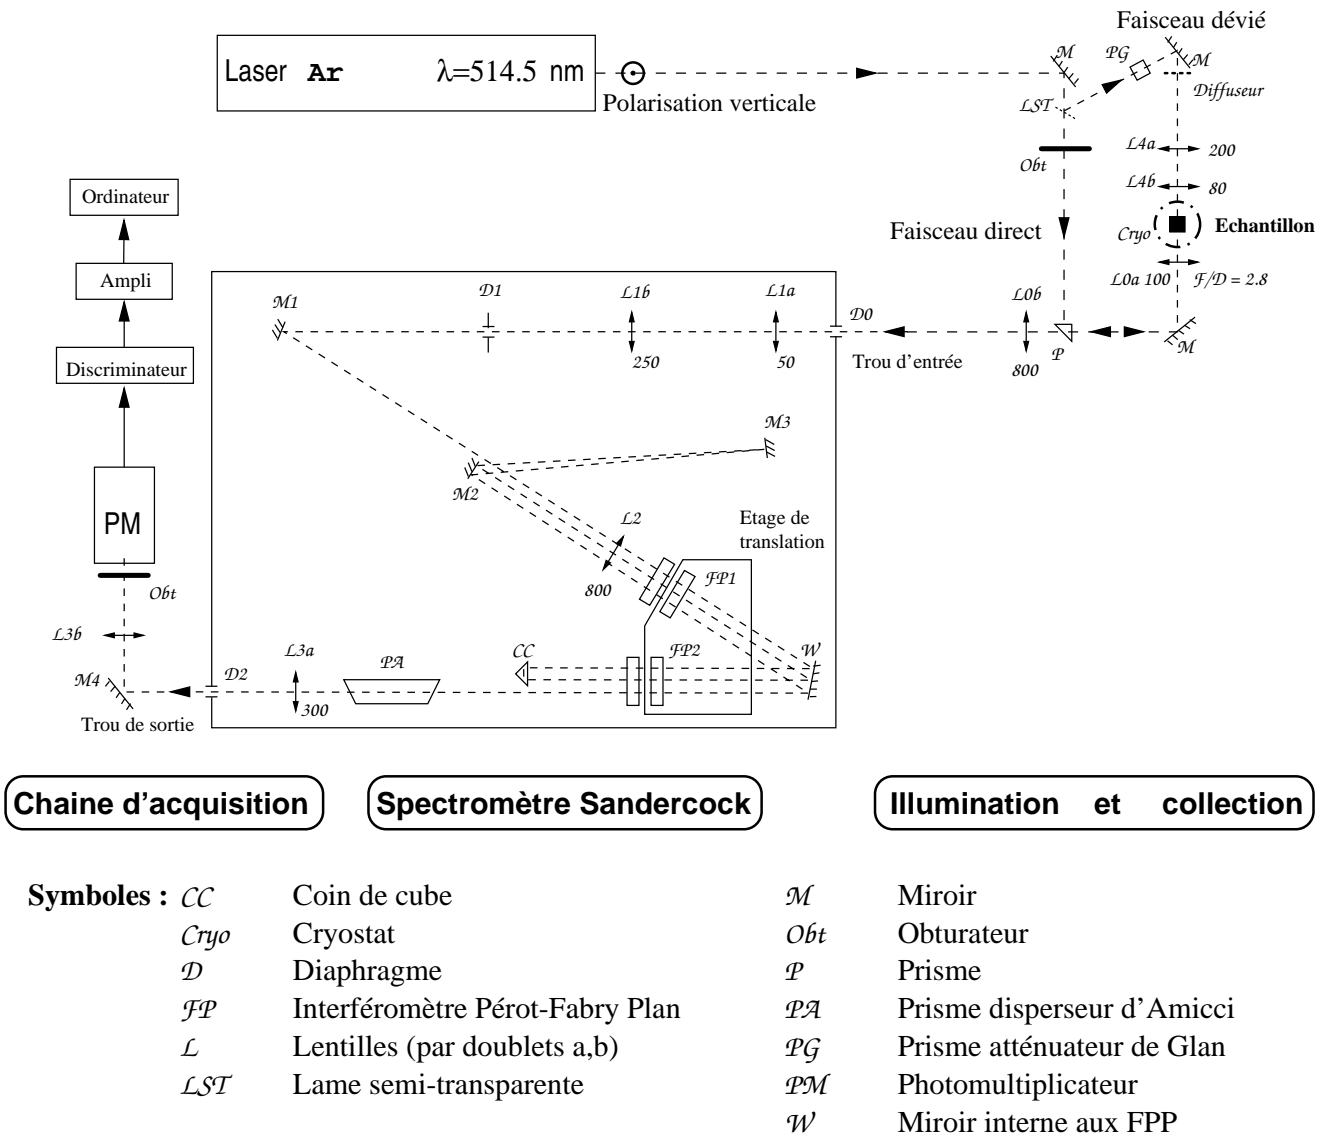 Faisceau dévié
Laser Ar λ=514.5 nm
Polarisation verticale
M
PG
M
LST
Diffuseur
Obt
L4a
200
L4b
80
Cryo
Echantillon
Faisceau direct
L0a 100
F/D = 2.8
Ordinateur
Ampli
Discriminateur
PM
Obt
L3b
M4
Trou de sortie
M1
D1
L1b
250
L1a
50
D0
Trou d'entrée
L0b
800
P
M
M3
M2
L2
800
Etage de
translation
FP1
FP2
W
CC
PA
L3a
300
D2
Chaine d'acquisition
Spectromètre Sandercock
Illumination et collection
Symboles : CC Coin de cube
Cryo Cryostat
D Diaphragme
FP Interféromètre Pérot-Fabry Plan
L Lentilles (par doublets a,b)
LST Lame semi-transparente
M Miroir
Obt Obturateur
P Prisme
PA Prisme disperseur d'Amicci
PG Prisme atténuateur de Glan
PM Photomultiplicateur
W Miroir interne aux FPP